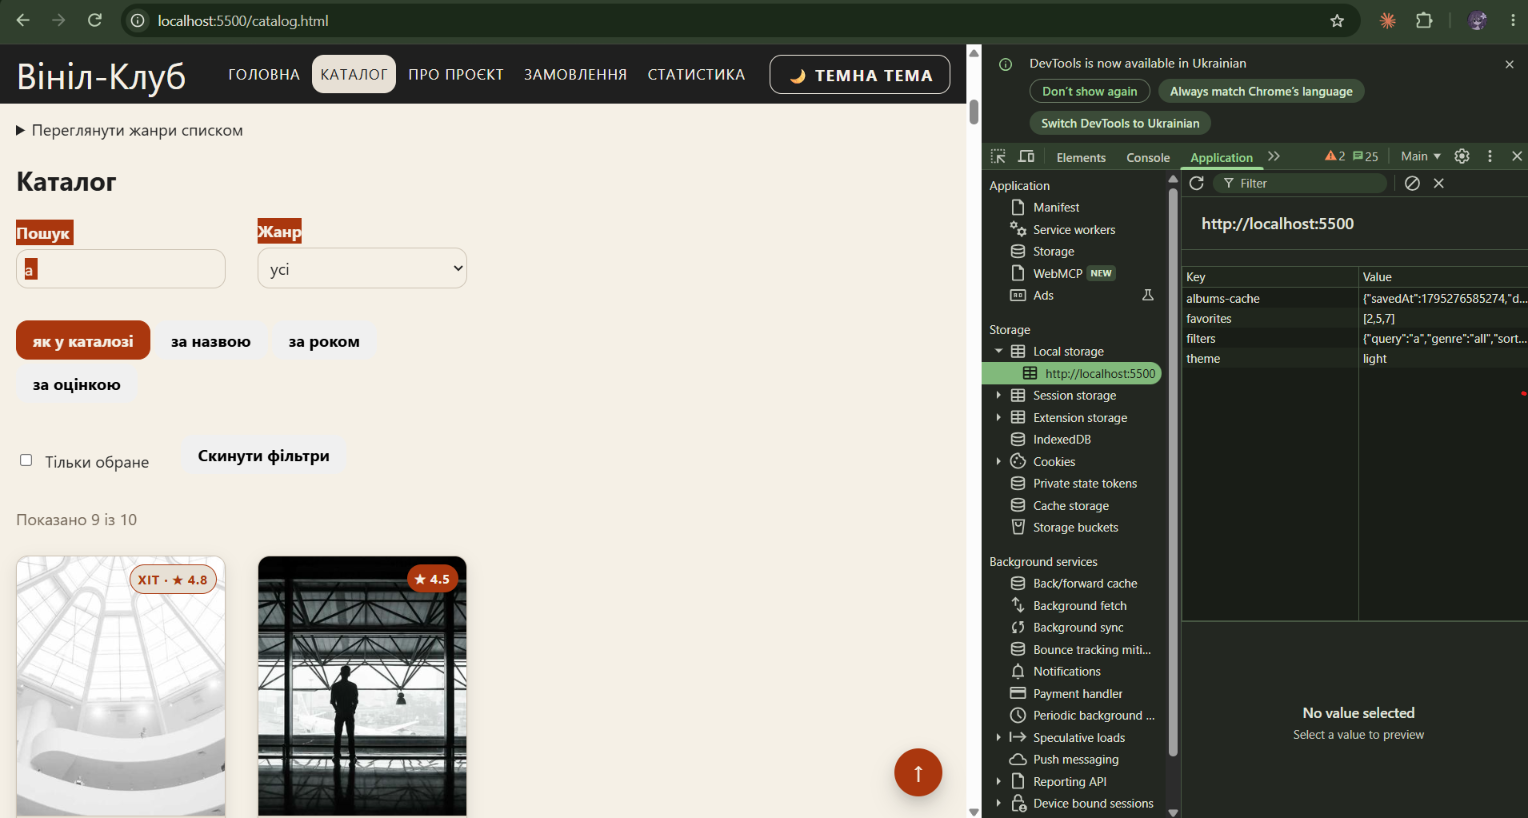 localhost:5500/catalog.html
Вініл-Клуб
ГОЛОВНА
КАТАЛОГ
ПРО ПРОЄКТ
ЗАМОВЛЕННЯ
СТАТИСТИКА
🌙 ТЕМНА ТЕМА
▶ Переглянути жанри списком
Каталог
Пошук
Жанр
а
усі
як у каталозі
за назвою
за роком
за оцінкою
Тільки обране
Скинути фільтри
Показано 9 із 10
ХІТ · ★ 4.8
★ 4.5
↑
DevTools is now available in Ukrainian
Don't show again
Always match Chrome's language
Switch DevTools to Ukrainian
Elements
Console
Application
2
25
Main
Application
Manifest
Service workers
Storage
WebMCP NEW
Ads
Storage
Local storage
http://localhost:5500
Session storage
Extension storage
IndexedDB
Cookies
Private state tokens
Cache storage
Storage buckets
Background services
Back/forward cache
Background fetch
Background sync
Bounce tracking miti...
Notifications
Payment handler
Periodic background ...
Speculative loads
Push messaging
Reporting API
Device bound sessions
Filter
http://localhost:5500
Key Value
albums-cache {"savedAt":1795276585274,"d...
favorites [2,5,7]
filters {"query":"a","genre":"all","sort...
theme light
No value selected
Select a value to preview